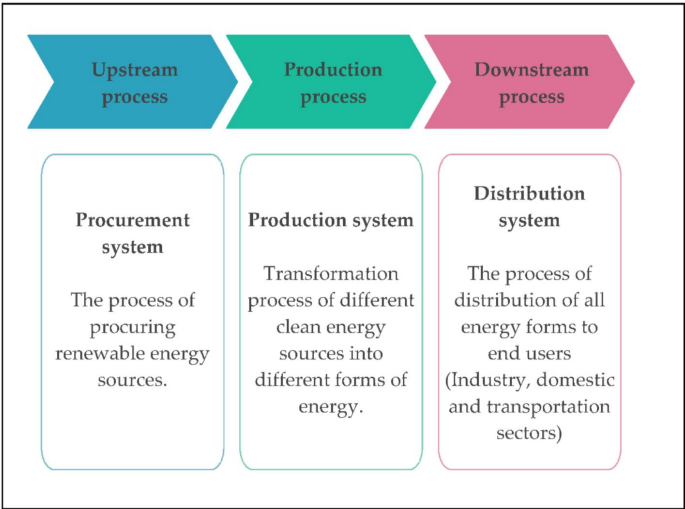 Upstream
process
Production
process
Downstream
process
Procurement
system
The process of
procuring
renewable energy
sources.
Production system
Transformation
process of different
clean energy
sources into
different forms of
energy.
Distribution
system
The process of
distribution of all
energy forms to
end users
(Industry, domestic
and transportation
sectors)